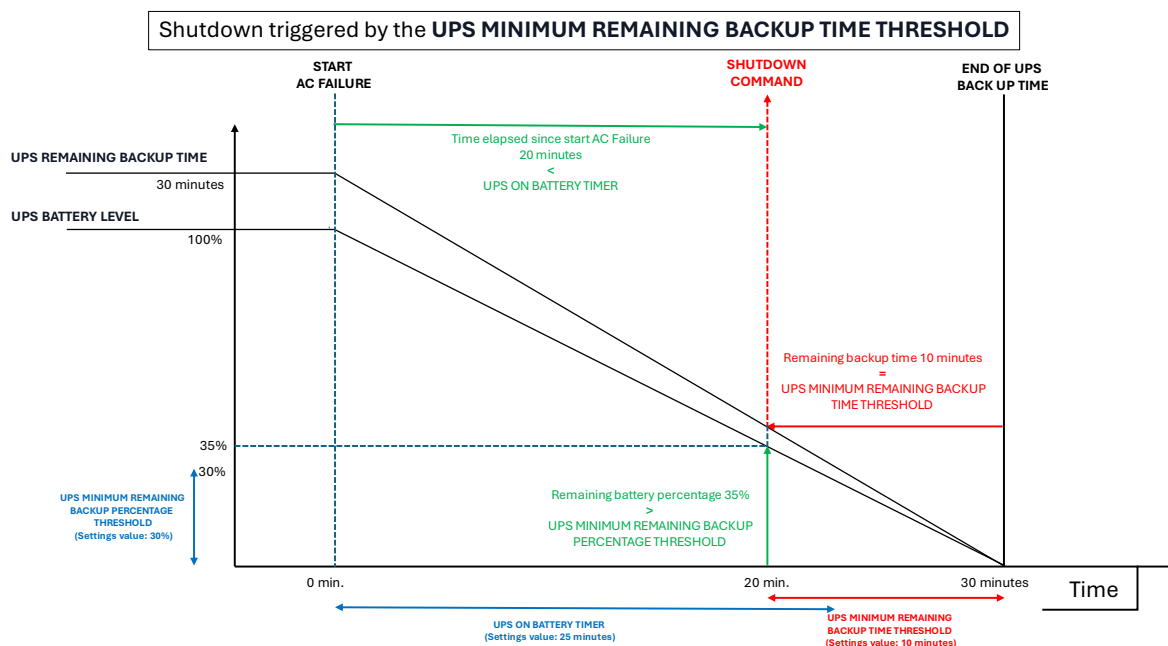 Shutdown triggered by the UPS MINIMUM REMAINING BACKUP TIME THRESHOLD
START
AC FAILURE
SHUTDOWN
COMMAND
END OF UPS
BACK UP TIME
Time elapsed since start AC Failure
20 minutes
<
UPS ON BATTERY TIMER
UPS REMAINING BACKUP TIME
30 minutes
UPS BATTERY LEVEL
100%
Remaining backup time 10 minutes
=
UPS MINIMUM REMAINING BACKUP
TIME THRESHOLD
35%
30%
UPS MINIMUM REMAINING
BACKUP PERCENTAGE
THRESHOLD
(Settings value: 30%)
Remaining battery percentage 35%
>
UPS MINIMUM REMAINING BACKUP
PERCENTAGE THRESHOLD
0 min.
20 min.
30 minutes
Time
UPS ON BATTERY TIMER
(Settings value: 25 minutes)
UPS MINIMUM REMAINING
BACKUP TIME THRESHOLD
(Settings value: 10 minutes)